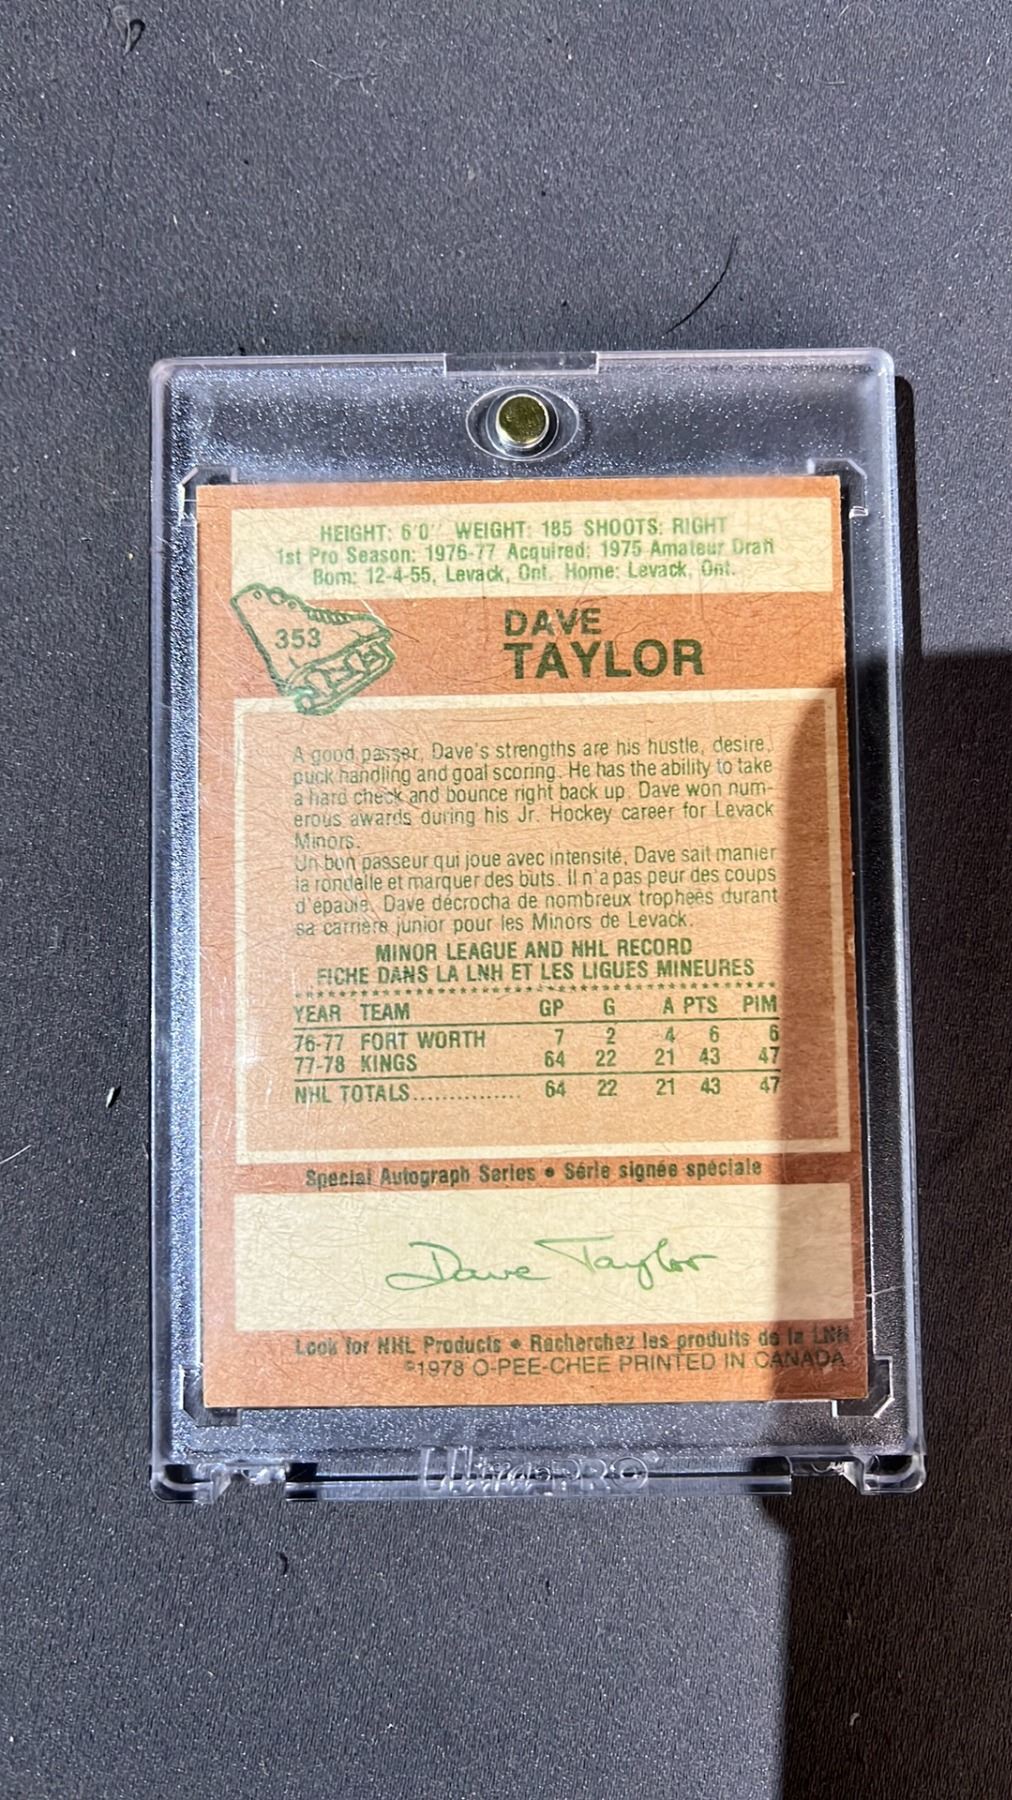 HEIGHT: 6'0'' WEIGHT: 185 SHOOTS: RIGHT
1st Pro Season: 1976-77 Acquired: 1975 Amateur Draft
Born: 12-4-55, Levack, Ont. Home: Levack, Ont.
353
DAVE
TAYLOR
A good passer, Dave's strengths are his hustle, desire,
puck handling and goal scoring. He has the ability to take
a hard check and bounce right back up. Dave won num-
erous awards during his Jr. Hockey career for Levack
Minors.
Un bon passeur qui joue avec intensité, Dave sait manier
la rondelle et marquer des buts. Il n'a pas peur des coups
d'épaule. Dave décrocha de nombreux trophées durant
sa carrière junior pour les Minors de Levack.
MINOR LEAGUE AND NHL RECORD
FICHE DANS LA LNH ET LES LIGUES MINEURES
YEAR TEAM GP G A PTS PIM
76-77 FORT WORTH 7 2 4 6 6
77-78 KINGS 64 22 21 43 47
NHL TOTALS............... 64 22 21 43 47
Special Autograph Series • Série signée spéciale
Dave Taylor
Look for NHL Products • Recherchez les produits de la LNH
©1978 O-PEE-CHEE PRINTED IN CANADA
Ultra PRO®